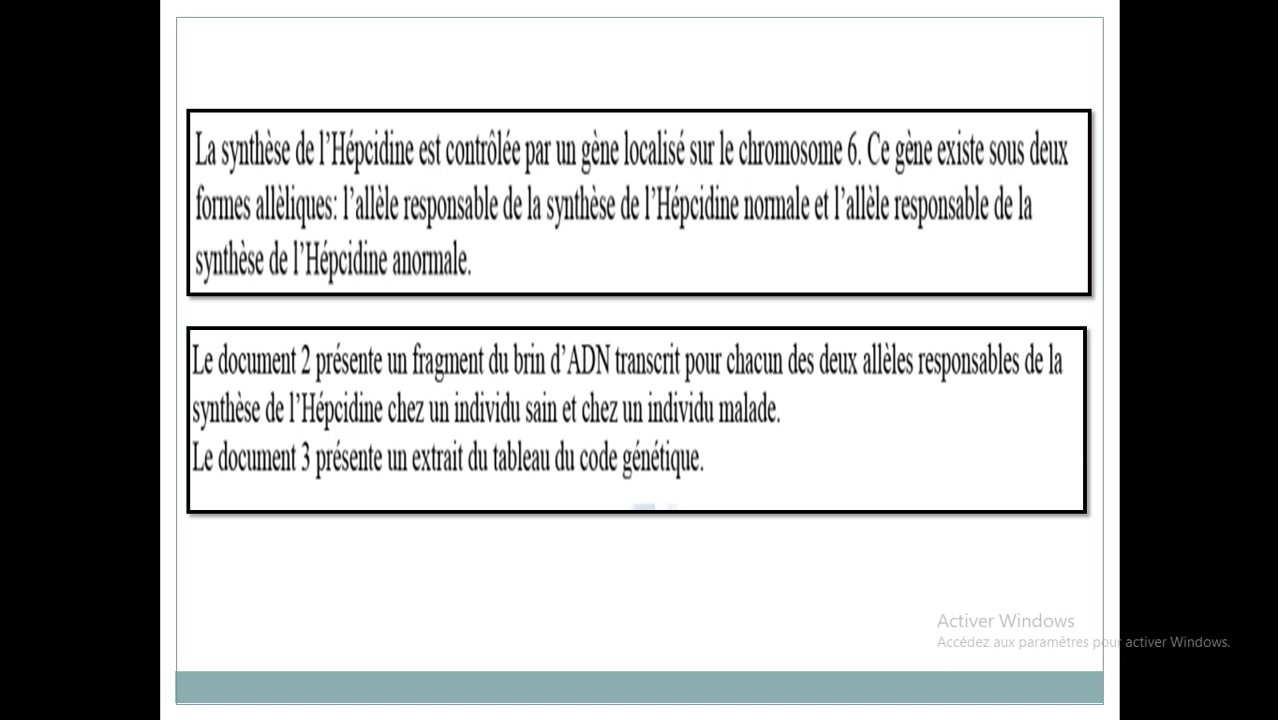 La synthèse de l'Hépcidine est contrôlée par un gène localisé sur le chromosome 6. Ce gène existe sous deux
formes allèliques: l'allèle responsable de la synthèse de l'Hépcidine normale et l'allèle responsable de la
synthèse de l'Hépcidine anormale.
Le document 2 présente un fragment du brin d'ADN transcrit pour chacun des deux allèles responsables de la
synthèse de l'Hépcidine chez un individu sain et chez un individu malade.
Le document 3 présente un extrait du tableau du code génétique.
Activer Windows
Accédez aux paramètres pour activer Windows.